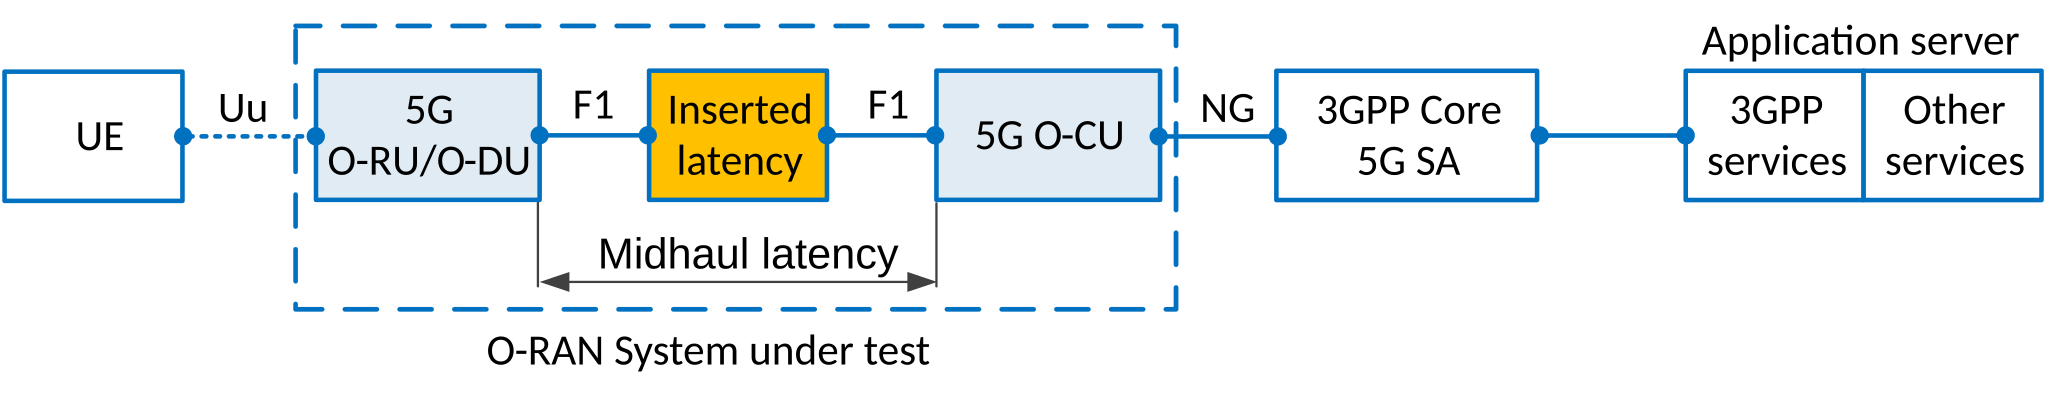 Application server
UE
Uu
5G
O-RU/O-DU
F1
Inserted
latency
F1
5G O-CU
NG
3GPP Core
5G SA
3GPP
services
Other
services
Midhaul latency
O-RAN System under test